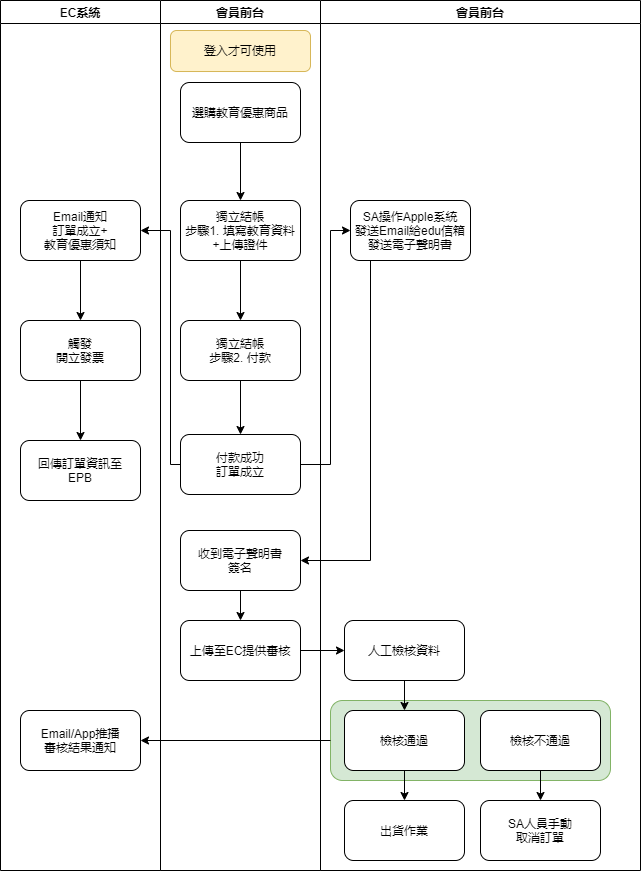 EC系統
會員前台
會員前台
登入才可使用
選購教育優惠商品
Email通知
訂單成立+
教育優惠須知
獨立結帳
步驟1. 填寫教育資料
+上傳證件
SA操作Apple系統
發送Email給edu信箱
發送電子聲明書
觸發
開立發票
獨立結帳
步驟2. 付款
回傳訂單資訊至
EPB
付款成功
訂單成立
收到電子聲明書
簽名
上傳至EC提供審核
人工檢核資料
Email/App推播
審核結果通知
檢核通過
檢核不通過
出貨作業
SA人員手動
取消訂單